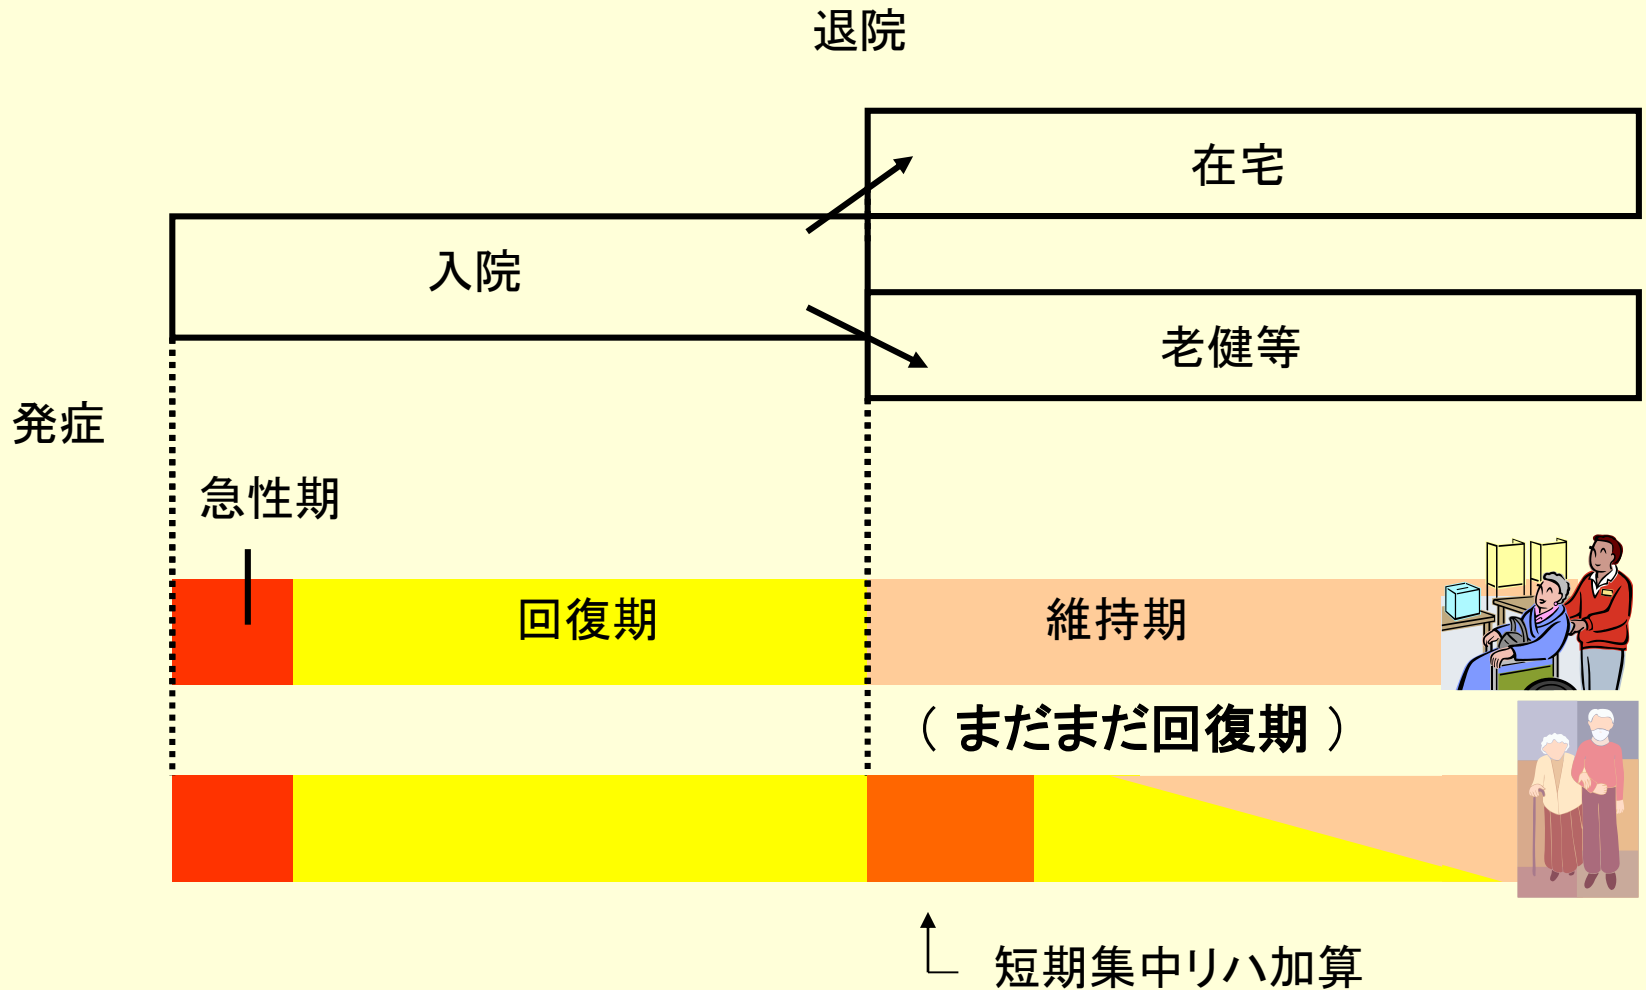 退院
在宅
入院
老健等
発症
急性期
回復期
維持期
（ まだまだ回復期 ）
短期集中リハ加算